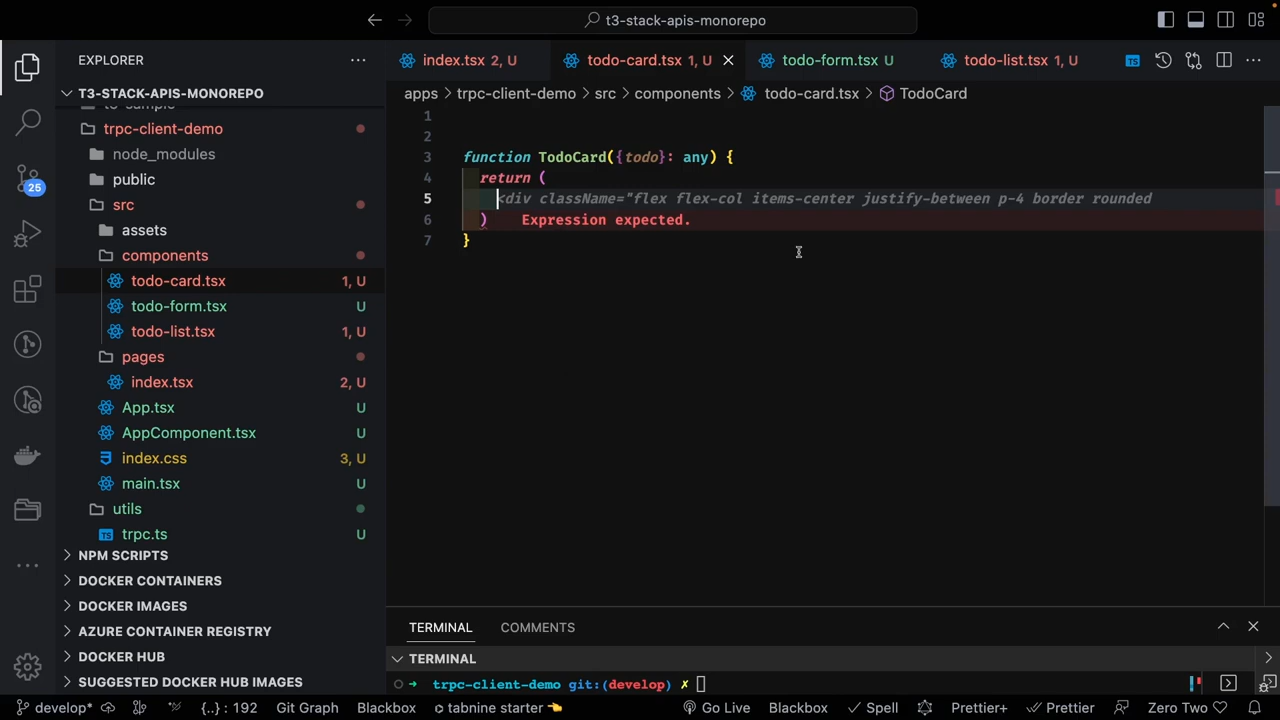 t3-stack-apis-monorepo
EXPLORER
index.tsx 2, U
todo-card.tsx 1, U
todo-form.tsx U
todo-list.tsx 1, U
TS
T3-STACK-APIS-MONOREPO
apps > trpc-client-demo > src > components > todo-card.tsx > TodoCard
trpc-client-demo
node_modules
public
src
assets
components
todo-card.tsx 1, U
todo-form.tsx U
todo-list.tsx 1, U
pages
index.tsx 2, U
App.tsx U
AppComponent.tsx U
index.css 3, U
main.tsx U
utils
TS trpc.ts U
NPM SCRIPTS
DOCKER CONTAINERS
DOCKER IMAGES
AZURE CONTAINER REGISTRY
DOCKER HUB
SUGGESTED DOCKER HUB IMAGES
25
1
2
3 function TodoCard({todo}: any) {
4 return (
5 <div className="flex flex-col items-center justify-between p-4 border rounded
6 ) Expression expected.
7 }
TERMINAL
COMMENTS
TERMINAL
trpc-client-demo git:(develop) ✗
develop*
{..} : 192
Git Graph
Blackbox
tabnine starter
Go Live
Blackbox
Spell
Prettier+
Prettier
Zero Two